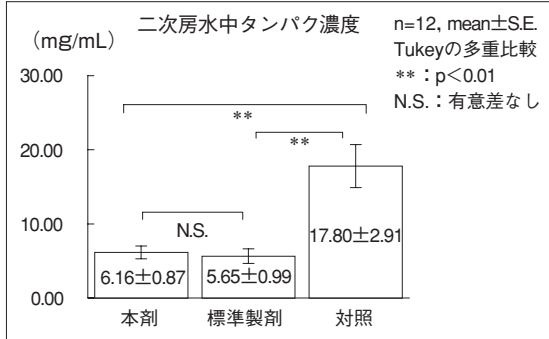 二次房水中タンパク濃度
(mg/mL)
n=12, mean±S.E.
Tukeyの多重比較
**：p<0.01
N.S.：有意差なし
30.00
**
20.00
**
10.00
N.S.
17.80±2.91
6.16±0.87
5.65±0.99
0.00
本剤
標準製剤
対照